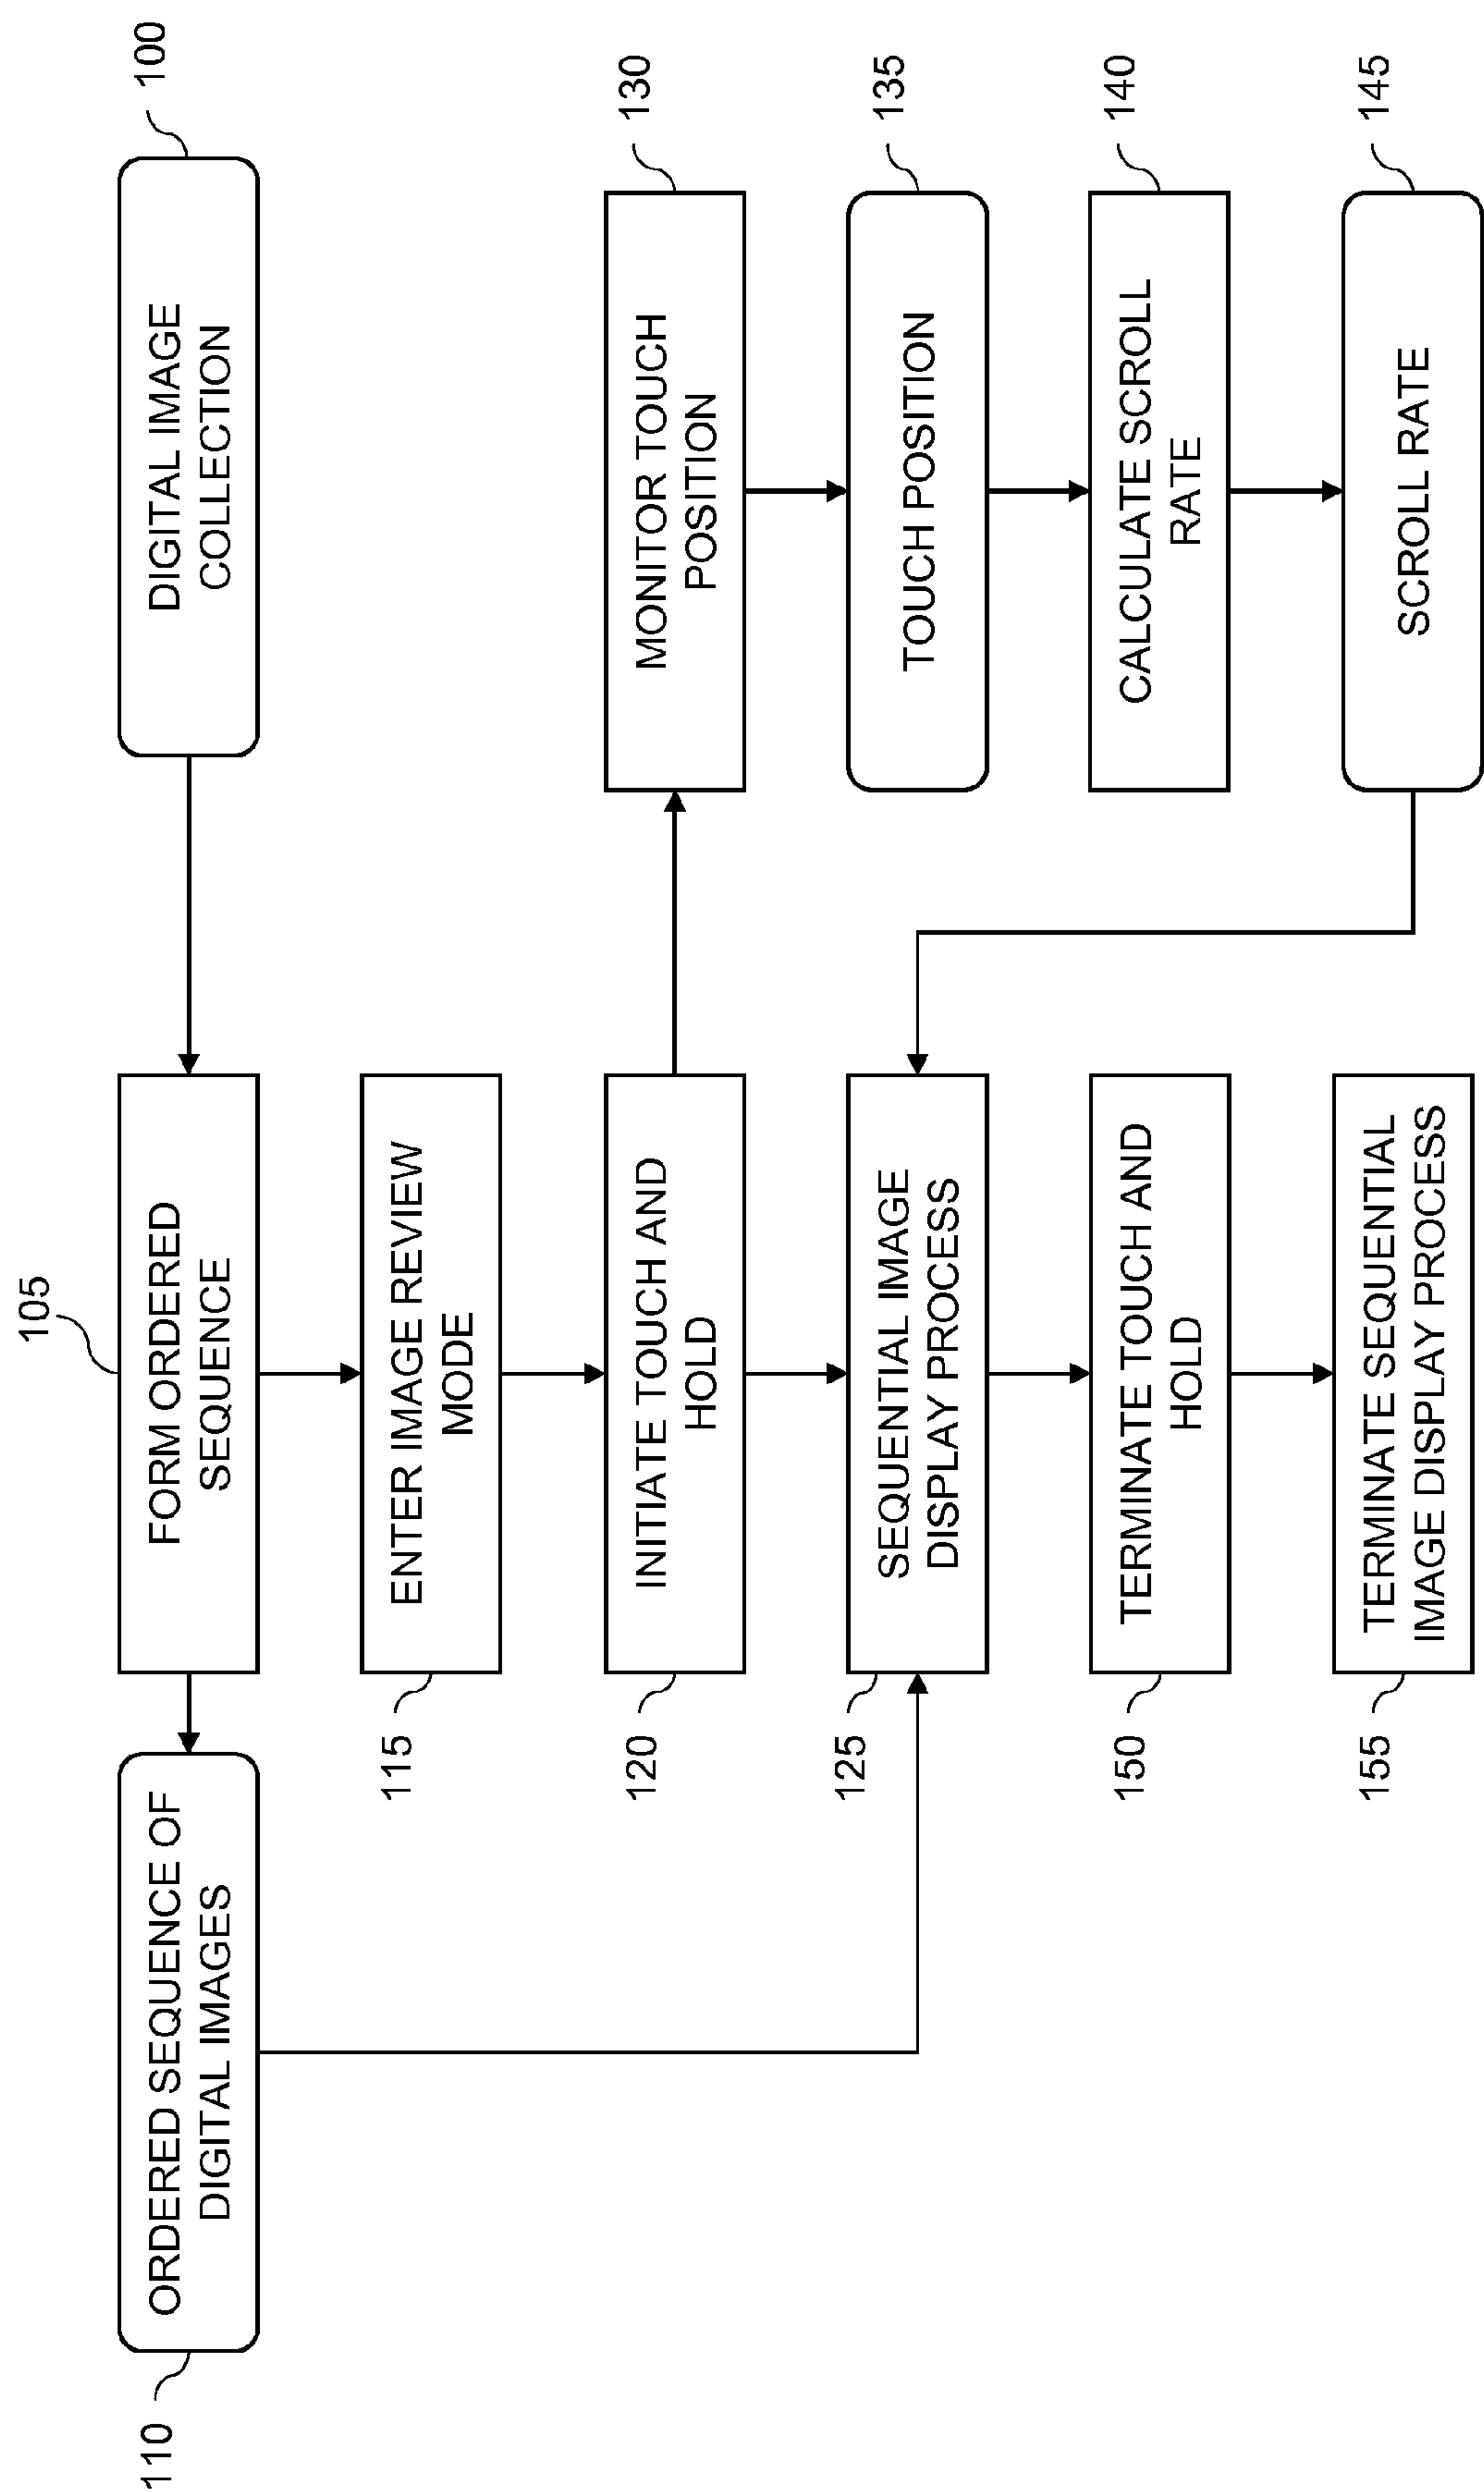 105
110
ORDERED SEQUENCE OF
DIGITAL IMAGES
FORM ORDERED
SEQUENCE
DIGITAL IMAGE
COLLECTION
100
115
ENTER IMAGE REVIEW
MODE
120
INITIATE TOUCH AND
HOLD
MONITOR TOUCH
POSITION
130
125
SEQUENTIAL IMAGE
DISPLAY PROCESS
TOUCH POSITION
135
150
TERMINATE TOUCH AND
HOLD
CALCULATE SCROLL
RATE
140
155
TERMINATE SEQUENTIAL
IMAGE DISPLAY PROCESS
SCROLL RATE
145